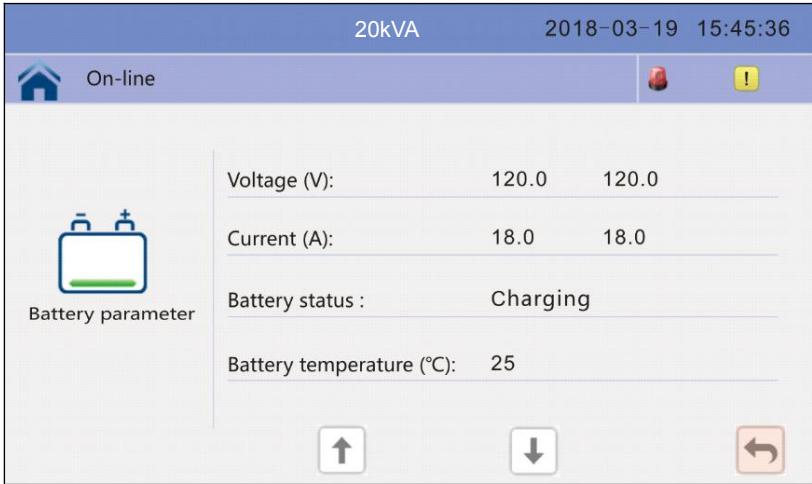 20kVA 2018-03-19 15:45:36
On-line
!
Voltage (V): 120.0 120.0
Current (A): 18.0 18.0
Battery status : Charging
Battery parameter
Battery temperature (℃): 25